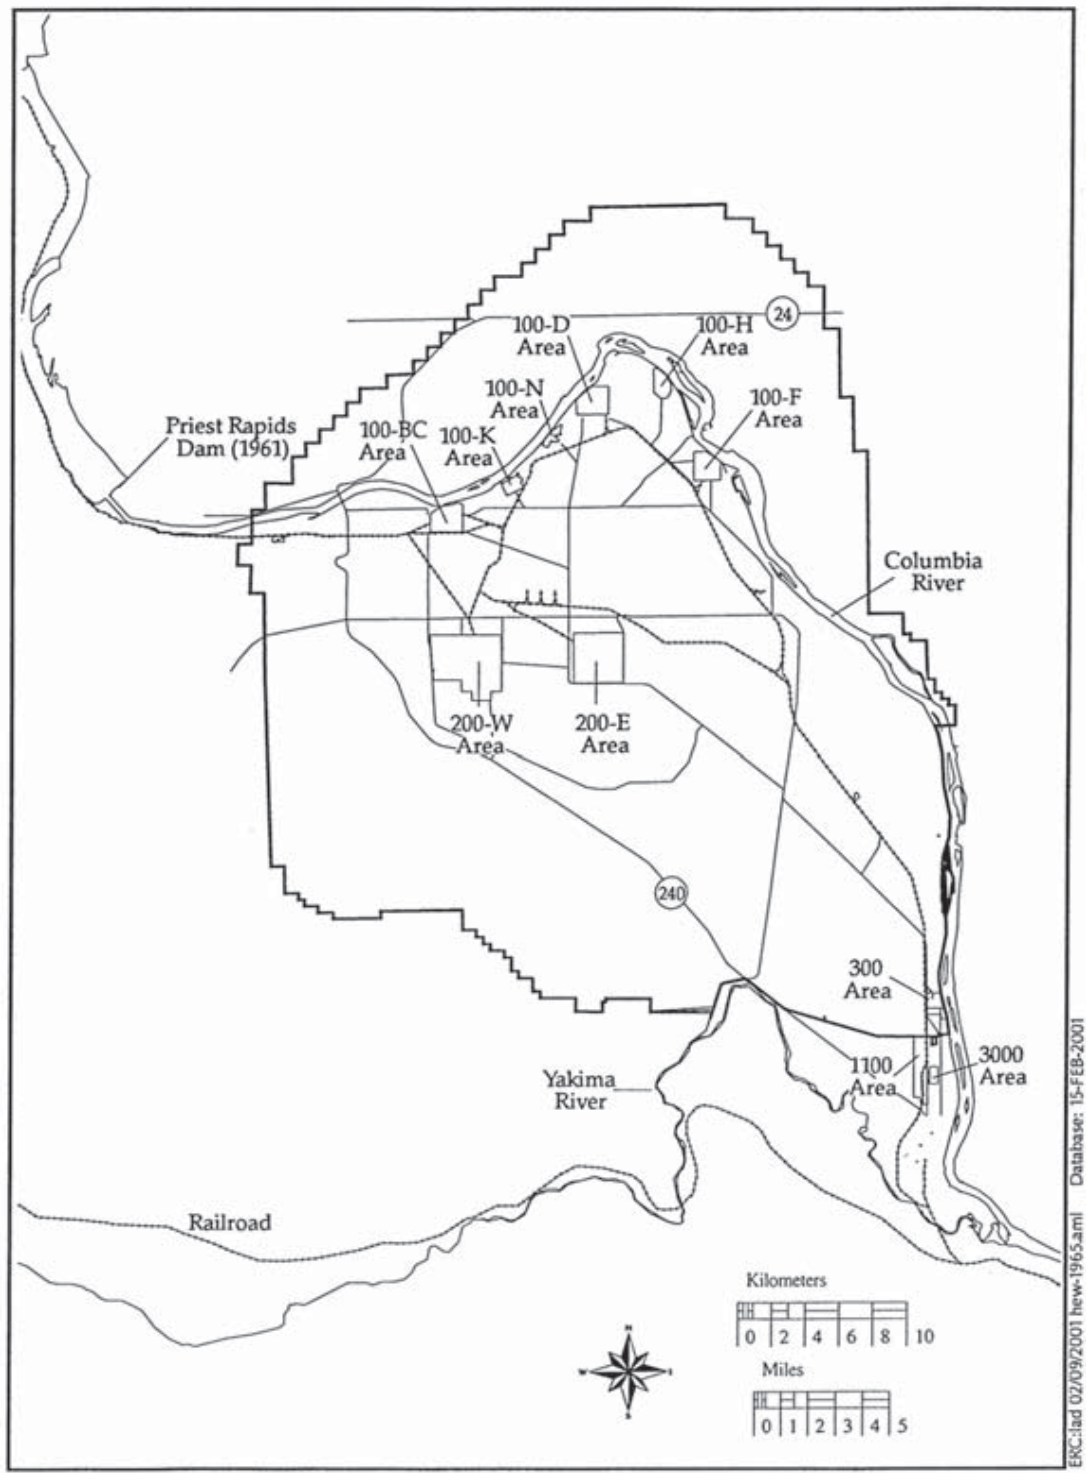 24
100-D
Area
100-H
Area
100-N
Area
100-F
Area
Priest Rapids
Dam (1961)
100-BC
Area
100-K
Area
Columbia
River
200-W
Area
200-E
Area
240
300
Area
1100
Area
3000
Area
Yakima
River
Railroad
Kilometers
0 2 4 6 8 10
Miles
0 1 2 3 4 5
N
W
S
ERC:lad 02/09/2001 hew-1965.aml Database: 15-FEB-2001